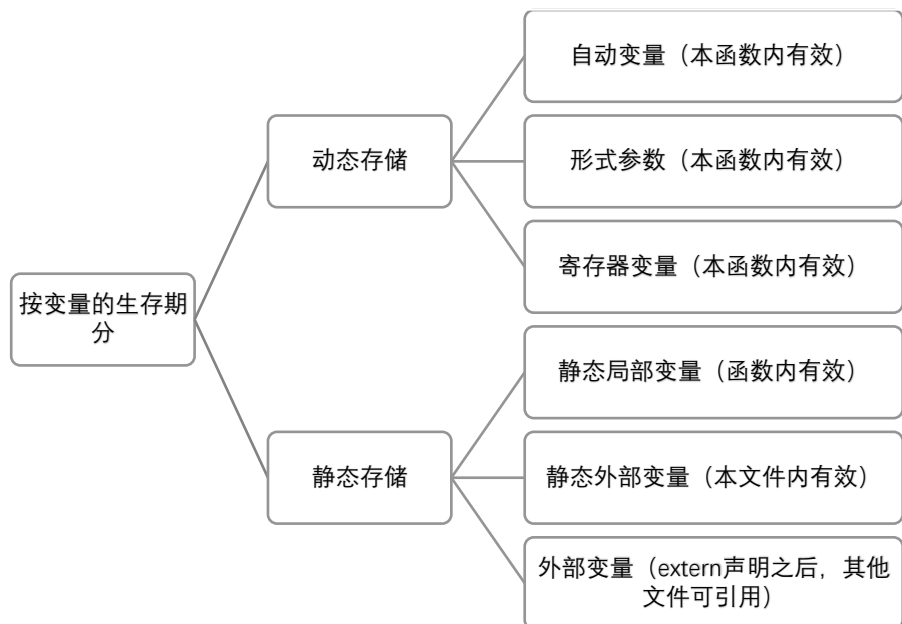 按变量的生存期
分
动态存储
自动变量（本函数内有效）
形式参数（本函数内有效）
寄存器变量（本函数内有效）
静态存储
静态局部变量（函数内有效）
静态外部变量（本文件内有效）
外部变量（extern声明之后，其他
文件可引用）